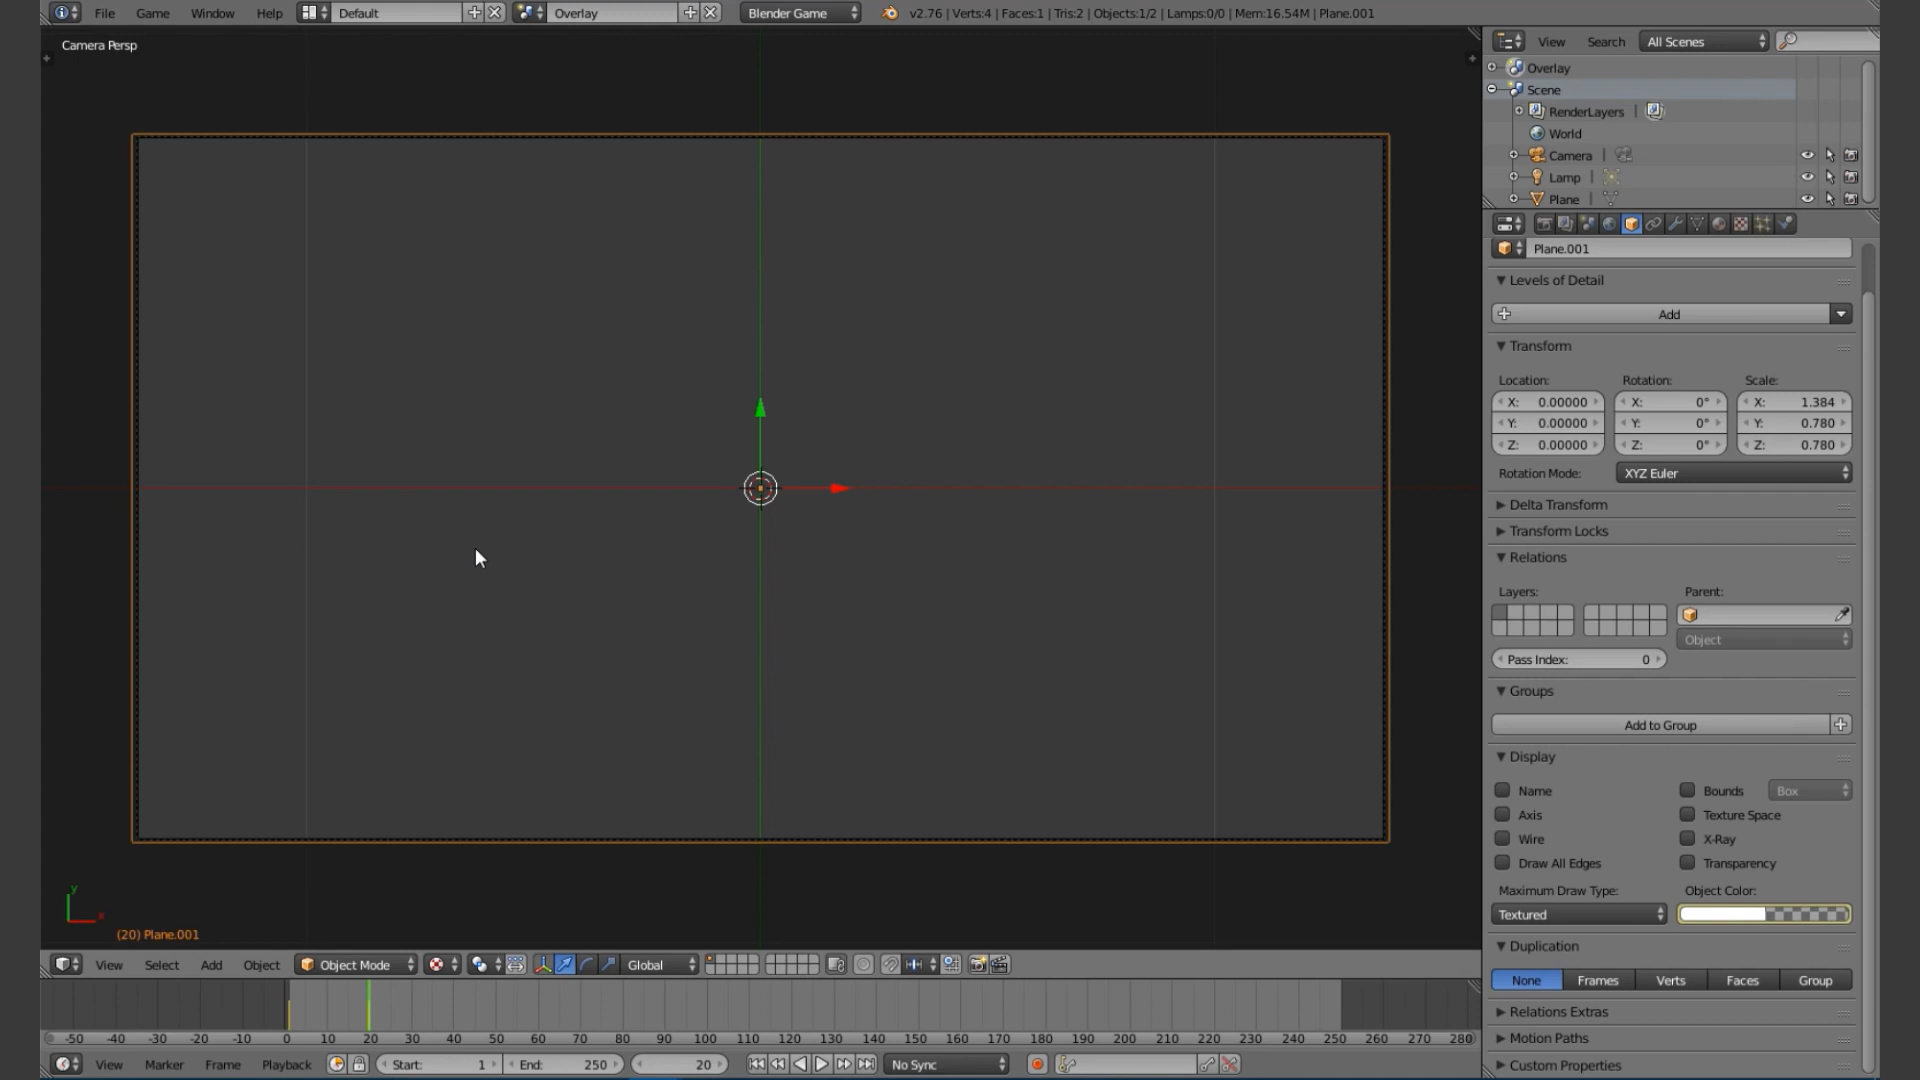 File Game Window Help Default Overlay Blender Game v2.76 | Verts:4 | Faces:1 | Tris:2 | Objects:1/2 | Lamps:0/0 | Mem:16.54M | Plane.001
Camera Persp
View Search All Scenes
Overlay
Scene
RenderLayers |
World
Camera |
Lamp |
Plane |
Plane.001
Levels of Detail
Add
Transform
Location: Rotation: Scale:
X: 0.00000 X: 0° X: 1.384
Y: 0.00000 Y: 0° Y: 0.780
Z: 0.00000 Z: 0° Z: 0.780
Rotation Mode: XYZ Euler
Delta Transform
Transform Locks
Relations
Layers: Parent:
Object
Pass Index: 0
Groups
Add to Group
Display
Name Bounds Box
Axis Texture Space
Wire X-Ray
Draw All Edges Transparency
Maximum Draw Type: Object Color:
Textured
Duplication
None Frames Verts Faces Group
Relations Extras
Motion Paths
Custom Properties
y
x
(20) Plane.001
View Select Add Object Object Mode Global
-50 -40 -30 -20 -10 0 10 20 30 40 50 60 70 80 90 100 110 120 130 140 150 160 170 180 190 200 210 220 230 240 250 260 270 280
View Marker Frame Playback Start: 1 End: 250 20 No Sync